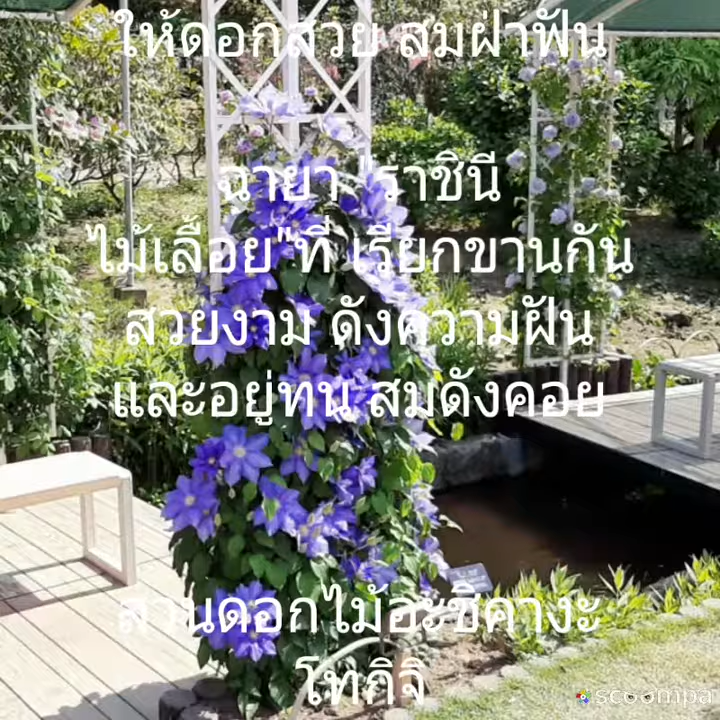 ให้ดอกสวย สมฝ่าฟัน
ฉายา "ราชินี
ไม้เลื้อย"ที่ เรียกขานกัน
สวยงาม ดังความฝัน
และอยู่ทน สมดังคอย
สวนดอกไม้อะชิคางะ
โทกิจิ
scoompa